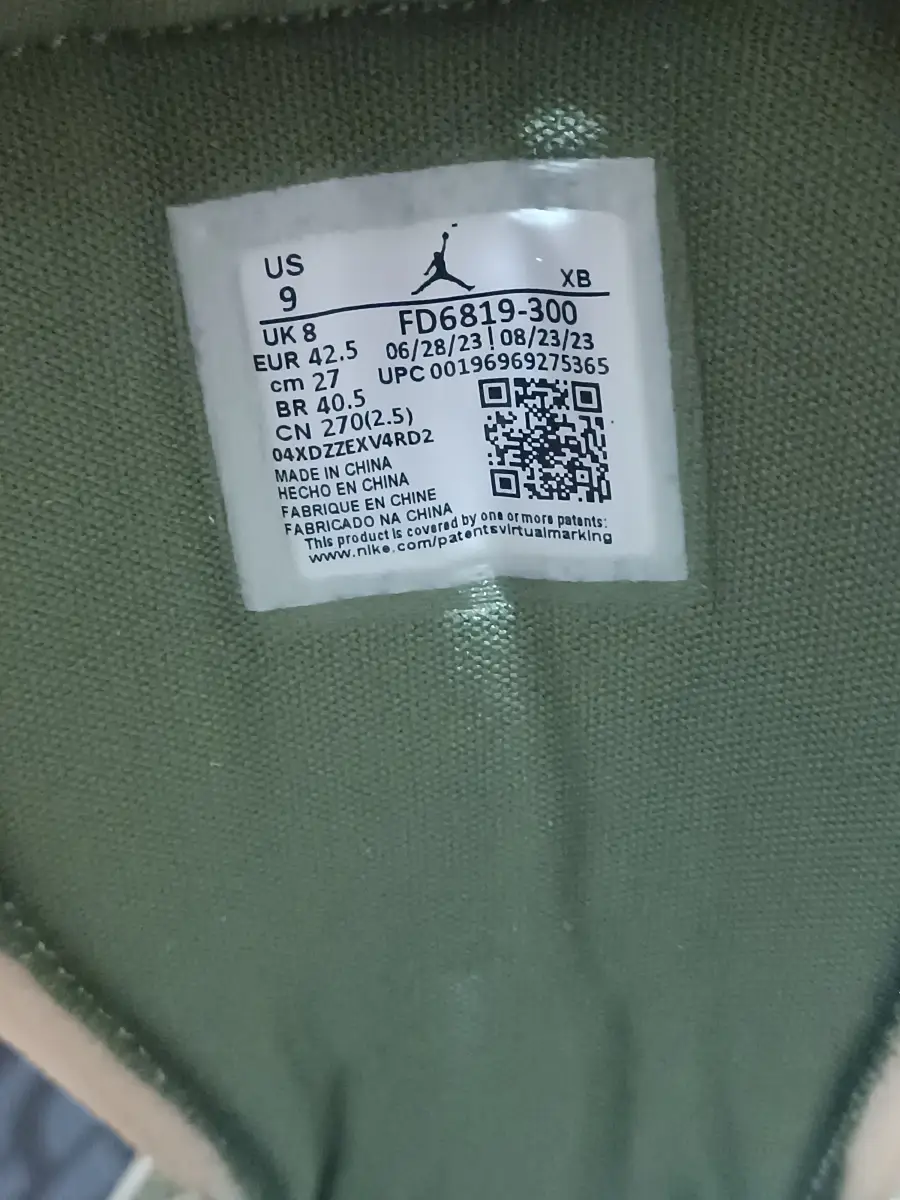 US
9
XB
UK 8
FD6819-300
EUR 42.5
06/28/23 | 08/23/23
cm 27
UPC 00196969275365
BR 40.5
CN 270(2.5)
04XDZZEXV4RD2
MADE IN CHINA
HECHO EN CHINA
FABRIQUE EN CHINE
FABRICADO NA CHINA
This product is covered by one or more patents:
www.nike.com/patentsvirtualmarking